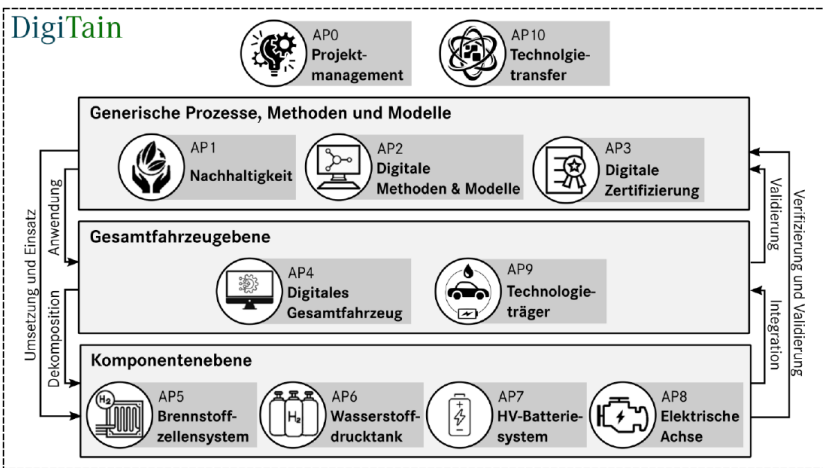 DigiTain
AP0
Projekt-
management
AP10
Technolgie-
transfer
Generische Prozesse, Methoden und Modelle
AP1
Nachhaltigkeit
AP2
Digitale
Methoden & Modelle
AP3
Digitale
Zertifizierung
Umsetzung und Einsatz
Anwendung
Validierung
Verifizierung und Validierung
Gesamtfahrzeugebene
AP4
Digitales
Gesamtfahrzeug
AP9
Technologie-
träger
Dekomposition
Integration
Komponentenebene
H₂
AP5
Brennstoff-
zellensystem
H₂
AP6
Wasserstoff-
drucktank
AP7
HV-Batterie-
system
AP8
Elektrische
Achse